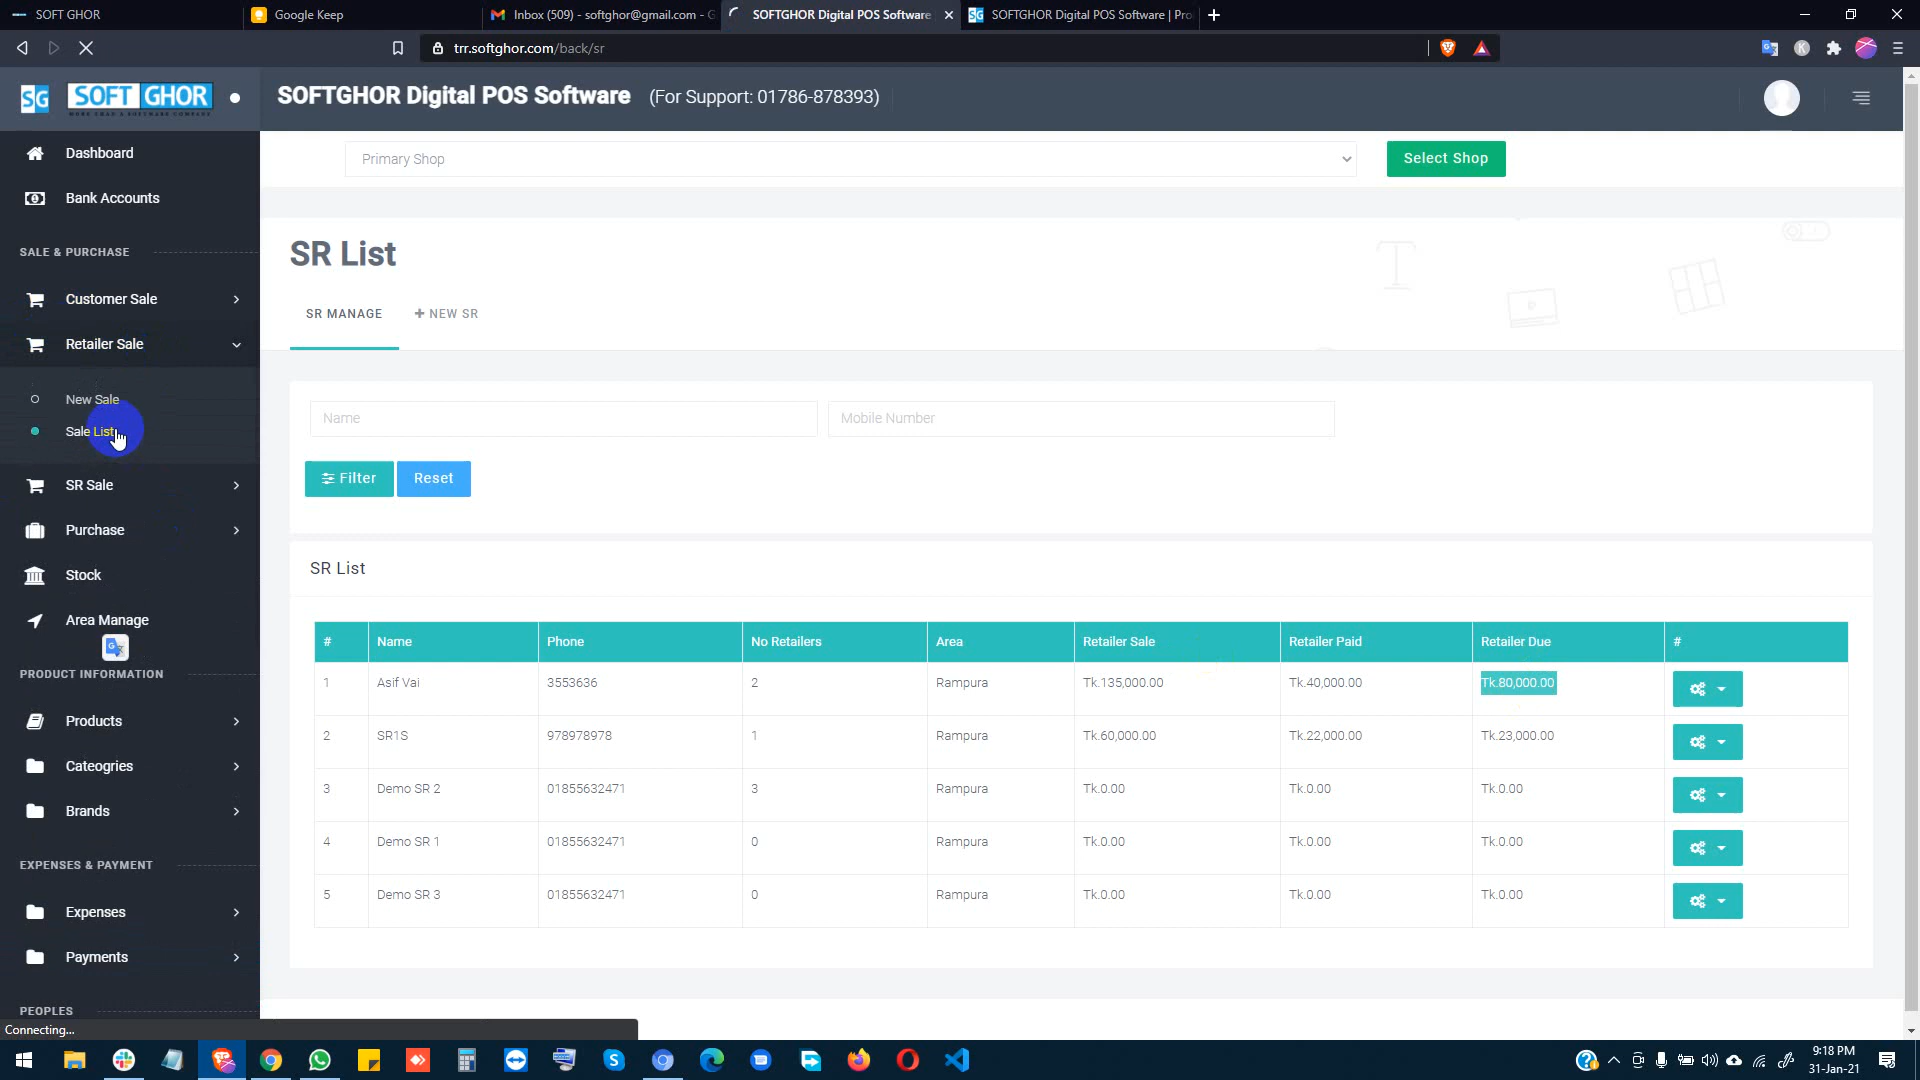 SOFT GHOR
Google Keep
Inbox (509) - softghor@gmail.com - G
SOFTGHOR Digital POS Software
SOFTGHOR Digital POS Software | Pro
trr.softghor.com/back/sr
SG SOFT GHOR
MORE THAN A SOFTWARE COMPANY
SOFTGHOR Digital POS Software (For Support: 01786-878393)
Dashboard
Bank Accounts
SALE & PURCHASE
Customer Sale
Retailer Sale
New Sale
Sale List
SR Sale
Purchase
Stock
Area Manage
PRODUCT INFORMATION
Products
Cateogries
Brands
EXPENSES & PAYMENT
Expenses
Payments
PEOPLES
Connecting...
Primary Shop
Select Shop
SR List
SR MANAGE
+ NEW SR
Name
Mobile Number
Filter
Reset
SR List
# Name Phone No Retailers Area Retailer Sale Retailer Paid Retailer Due #
1 Asif Vai 3553636 2 Rampura Tk.135,000.00 Tk.40,000.00 Tk.80,000.00
2 SR1S 978978978 1 Rampura Tk.60,000.00 Tk.22,000.00 Tk.23,000.00
3 Demo SR 2 01855632471 3 Rampura Tk.0.00 Tk.0.00 Tk.0.00
4 Demo SR 1 01855632471 0 Rampura Tk.0.00 Tk.0.00 Tk.0.00
5 Demo SR 3 01855632471 0 Rampura Tk.0.00 Tk.0.00 Tk.0.00
9:18 PM
31-Jan-21